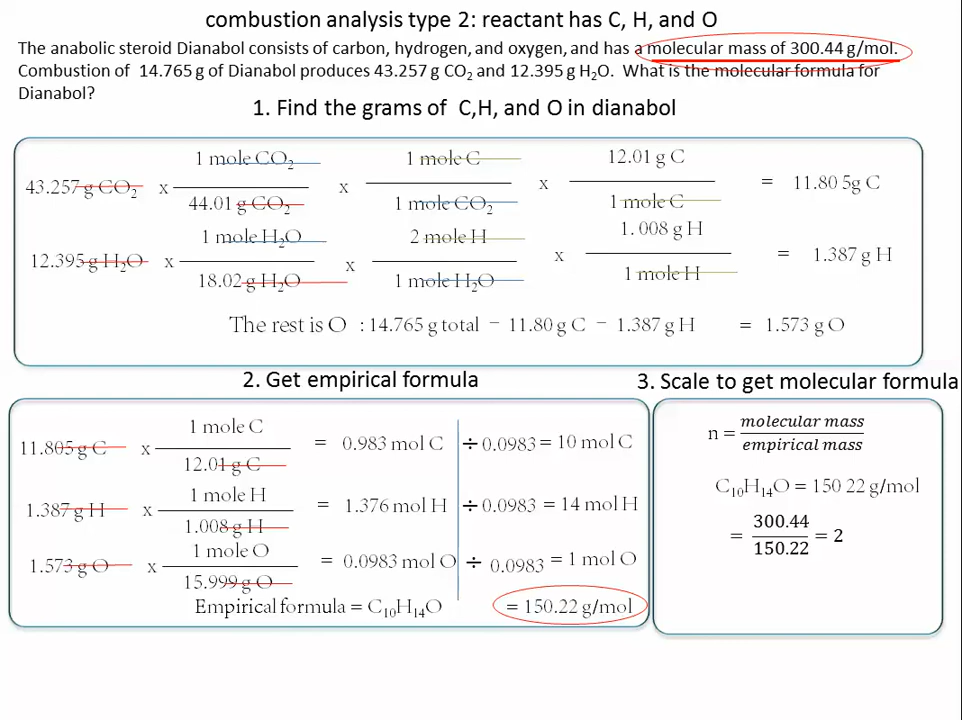 combustion analysis type 2: reactant has C, H, and O
The anabolic steroid Dianabol consists of carbon, hydrogen, and oxygen, and has a molecular mass of 300.44 g/mol.
Combustion of 14.765 g of Dianabol produces 43.257 g CO₂ and 12.395 g H₂O. What is the molecular formula for
Dianabol?
1. Find the grams of C,H, and O in dianabol
43.257 g CO₂ x 1 mole CO₂ / 44.01 g CO₂ x 1 mole C / 1 mole CO₂ x 12.01 g C / 1 mole C = 11.80 5g C
12.395 g H₂O x 1 mole H₂O / 18.02 g H₂O x 2 mole H / 1 mole H₂O x 1. 008 g H / 1 mole H = 1.387 g H
The rest is O : 14.765 g total − 11.80 g C − 1.387 g H = 1.573 g O
2. Get empirical formula
11.805 g C x 1 mole C / 12.01 g C = 0.983 mol C ÷ 0.0983 = 10 mol C
1.387 g H x 1 mole H / 1.008 g H = 1.376 mol H ÷ 0.0983 = 14 mol H
1.573 g O x 1 mole O / 15.999 g O = 0.0983 mol O ÷ 0.0983 = 1 mol O
Empirical formula = C₁₀H₁₄O = 150.22 g/mol
3. Scale to get molecular formula
n = molecular mass / empirical mass
C₁₀H₁₄O = 150 22 g/mol
= 300.44 / 150.22 = 2